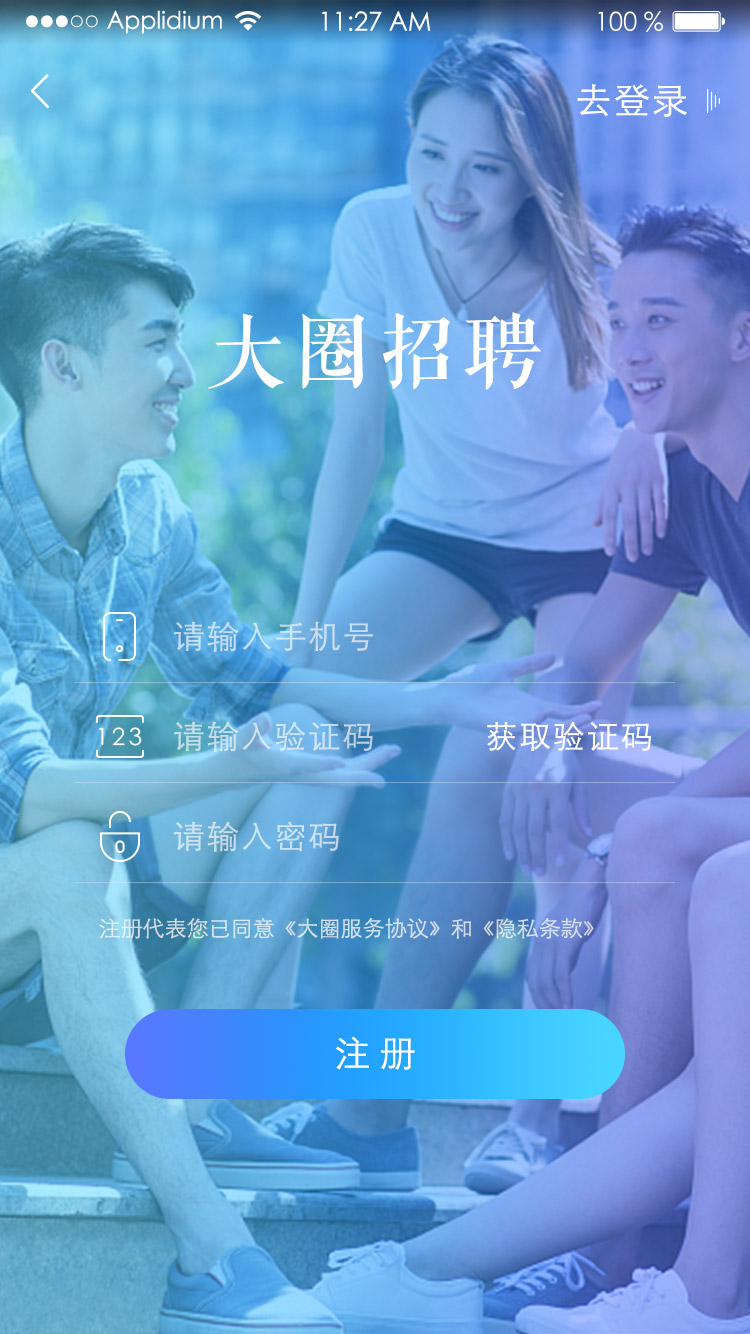 Applidium 11:27 AM 100 %
去登录
大圈招聘
请输入手机号
123 请输入验证码 获取验证码
0 请输入密码
注册代表您已同意《大圈服务协议》和《隐私条款》
注 册